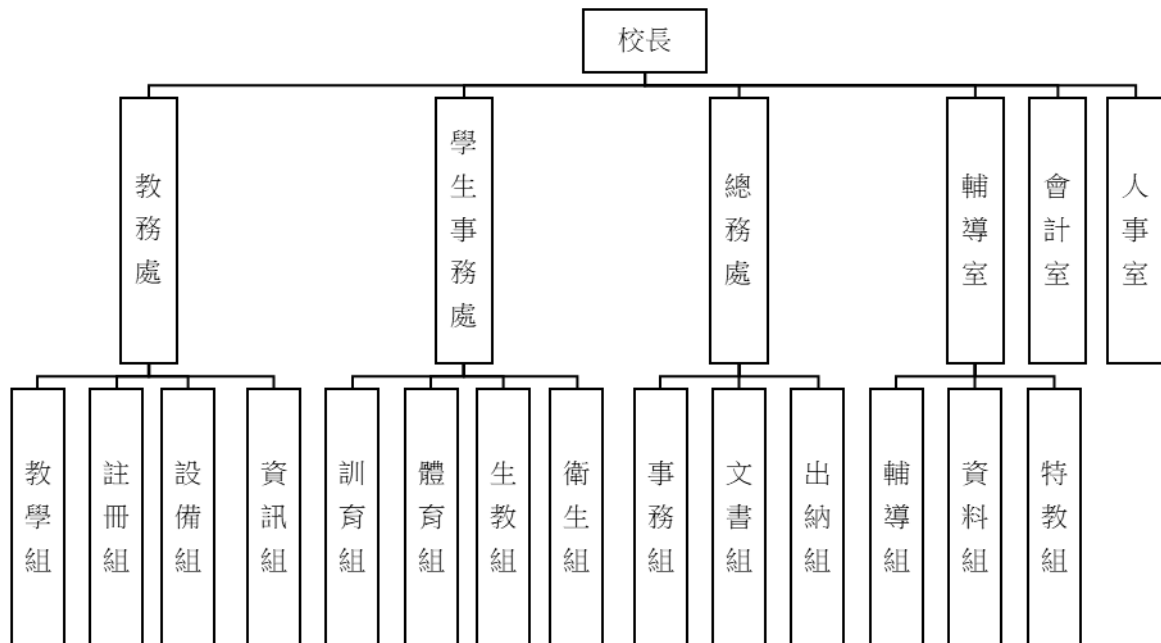 校長
教務處
學生事務處
總務處
輔導室
會計室
人事室
教學組
註冊組
設備組
資訊組
訓育組
體育組
生教組
衛生組
事務組
文書組
出納組
輔導組
資料組
特教組